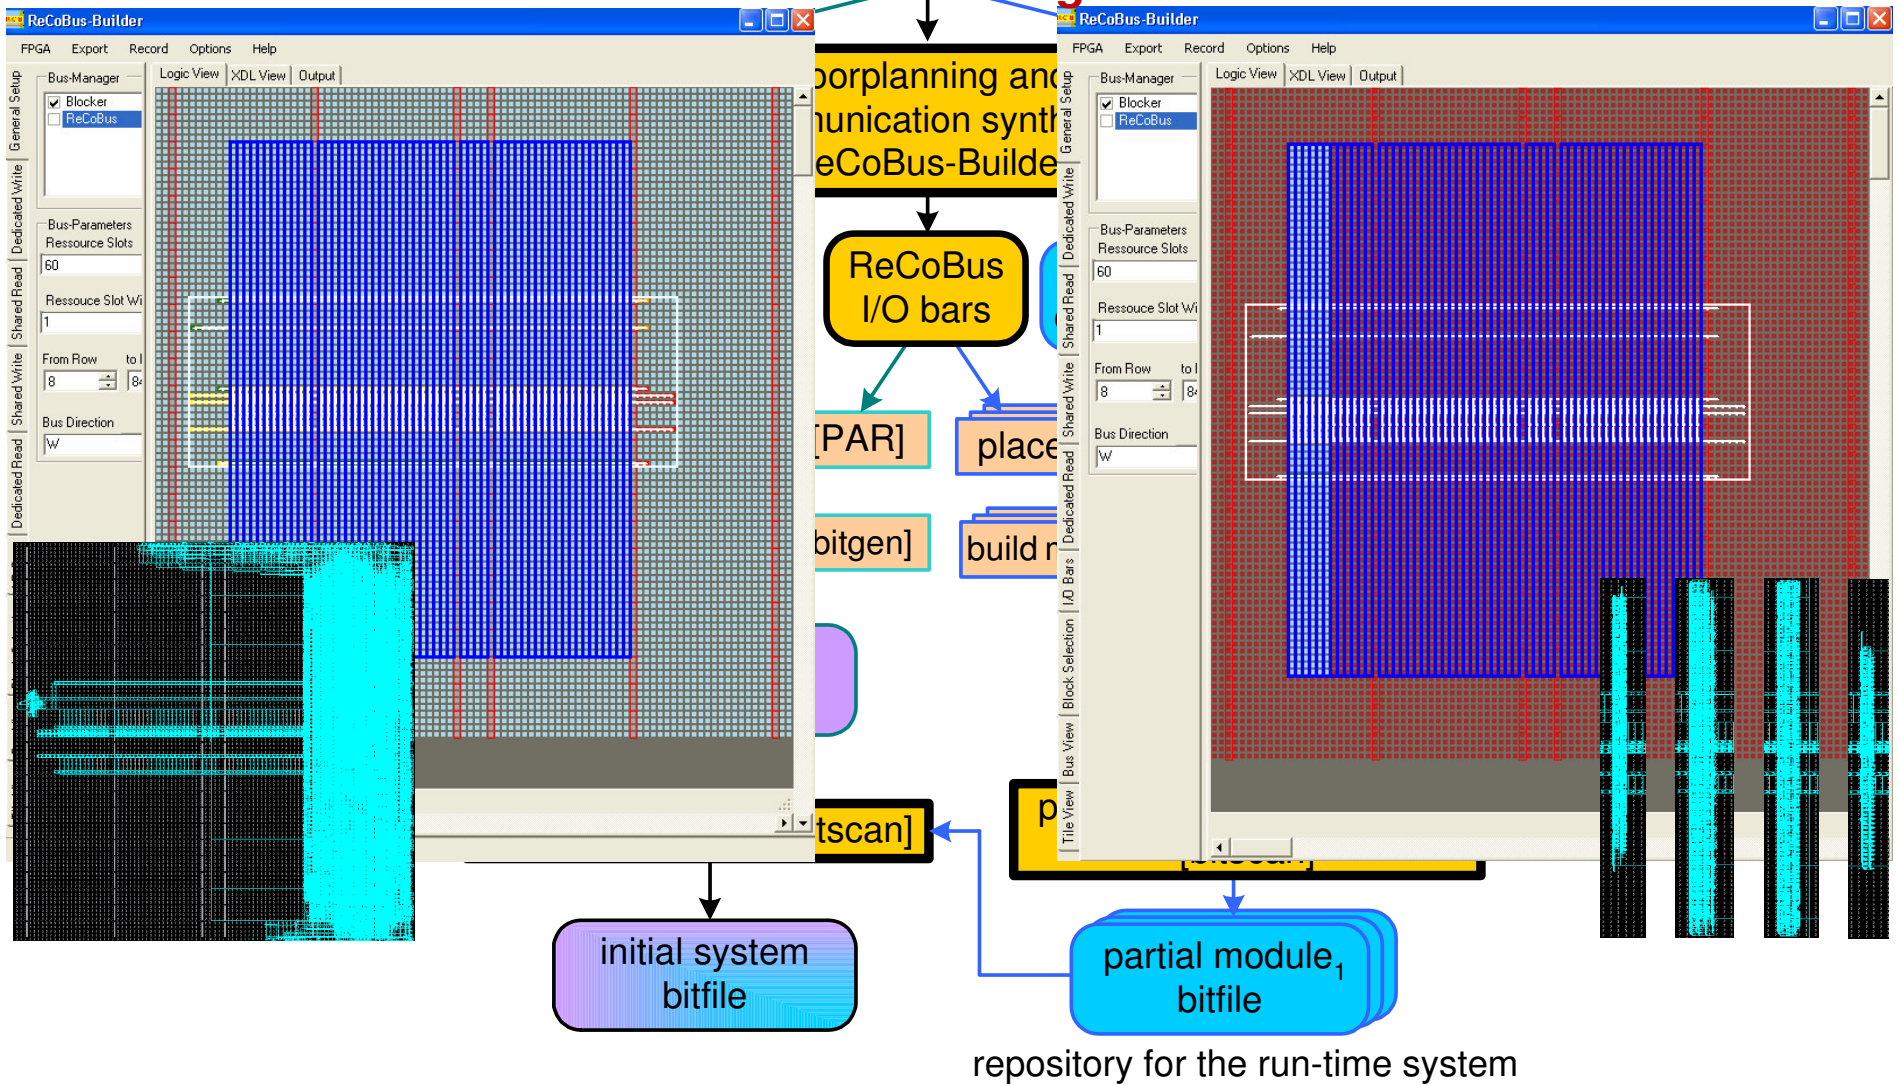 ReCoBus-Builder
FPGA Export Record Options Help
General Setup
Dedicated Write
Shared Read
Shared Write
Dedicated Read
Bus-Manager
Blocker
ReCoBus
Bus-Parameters
Ressource Slots
60
Ressouce Slot Wi
1
From Row to l
8 84
Bus Direction
W
Logic View XDL View Output
oorplanning and
unication synth
eCoBus-Builde
ReCoBus
I/O bars
[PAR]
place
bitgen]
build
tscan]
p
[bitscan]
initial system
bitfile
partial module1
bitfile
repository for the run-time system
ReCoBus-Builder
FPGA Export Record Options Help
General Setup
Dedicated Write
Shared Read
Shared Write
Dedicated Read
I/O Bars
Block Selection
Bus View
Tile View
Bus-Manager
Blocker
ReCoBus
Bus-Parameters
Ressource Slots
60
Ressouce Slot Wi
1
From Row to l
8 84
Bus Direction
W
Logic View XDL View Output